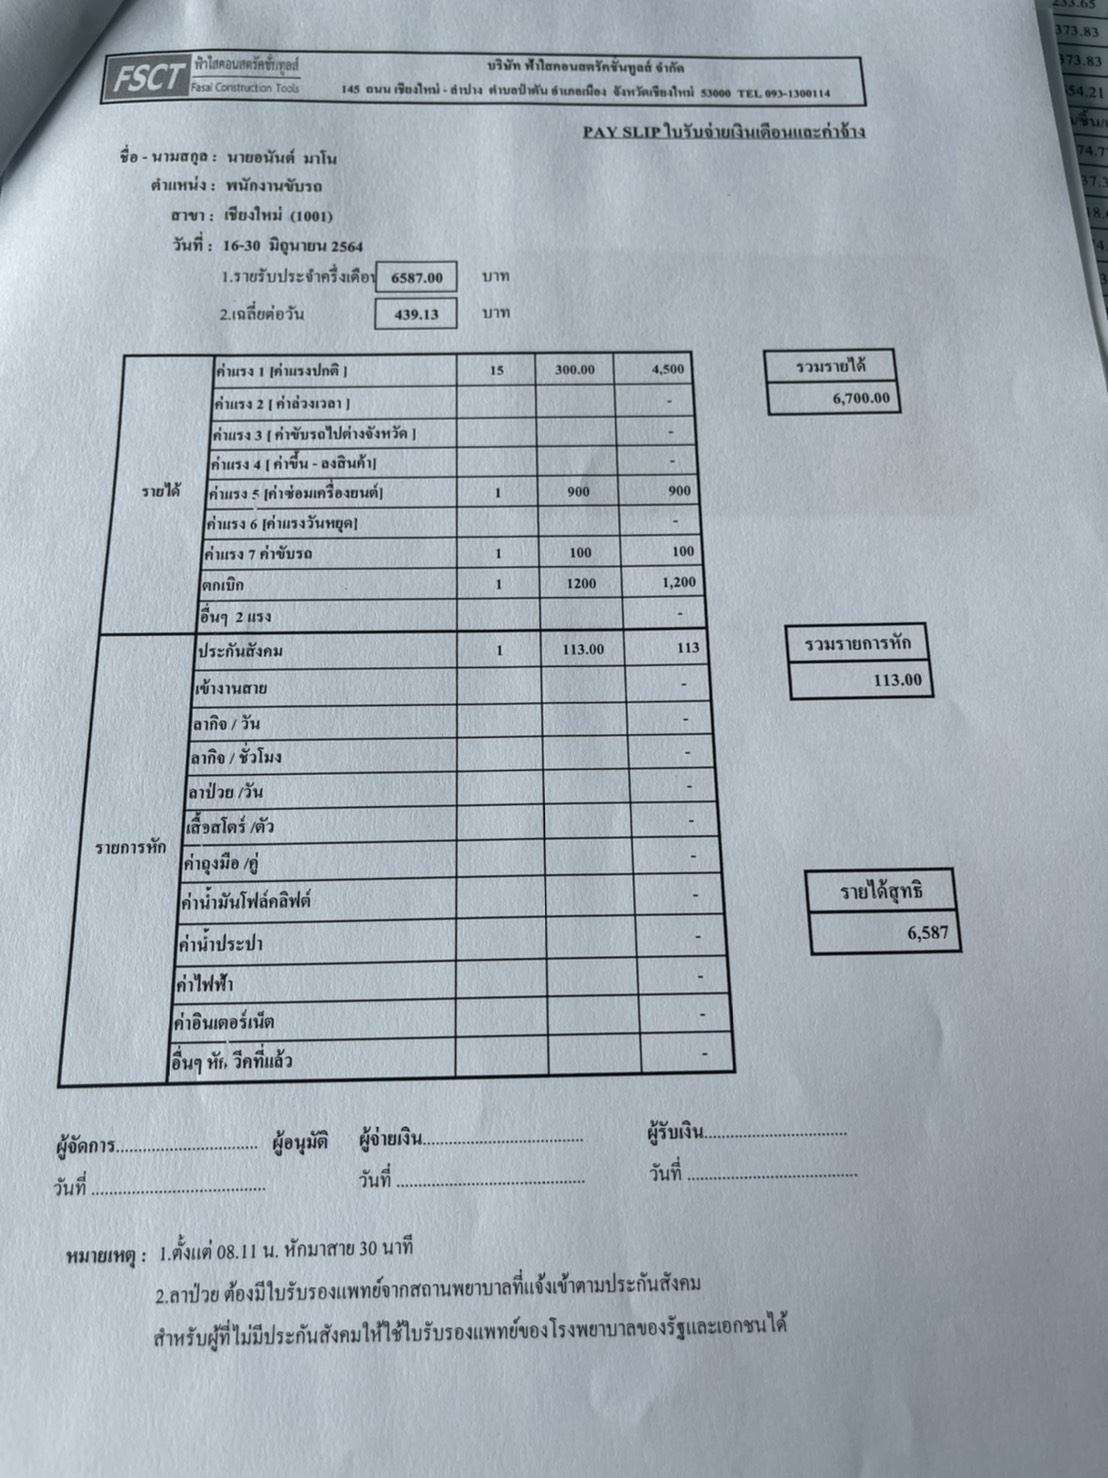 FSCT ฟ้าใสคอนสตรัคชั่นทูลส์
Fasai Construction Tools
บริษัท ฟ้าใสคอนสตรัคชันทูลส์ จำกัด
145 ถนน เชียงใหม่ - ลำปาง ตำบลป่าตัน อำเภอเมือง จังหวัดเชียงใหม่ 53000 TEL 093-1300114
PAY SLIP ใบรับจ่ายเงินเดือนและค่าจ้าง
ชื่อ - นามสกุล : นายอนันต์ มาโน
ตำแหน่ง : พนักงานขับรถ
สาขา : เชียงใหม่ (1001)
วันที่ : 16-30 มิถุนายน 2564
1.รายรับประจำครึ่งเดือน 6587.00 บาท
2.เฉลี่ยต่อวัน 439.13 บาท
รายได้
ค่าแรง 1 [ค่าแรงปกติ ] 15 300.00 4,500
ค่าแรง 2 [ ค่าล่วงเวลา ] -
ค่าแรง 3 [ ค่าขับรถไปต่างจังหวัด ] -
ค่าแรง 4 [ ค่าขึ้น - ลงสินค้า] -
ค่าแรง 5 [ค่าซ่อมเครื่องยนต์] 1 900 900
ค่าแรง 6 [ค่าแรงวันหยุด] -
ค่าแรง 7 ค่าขับรถ 1 100 100
ตกเบิก 1 1200 1,200
อื่นๆ 2 แรง -
รวมรายได้
6,700.00
รายการหัก
ประกันสังคม 1 113.00 113
เข้างานสาย -
ลากิจ / วัน -
ลากิจ / ชั่วโมง -
ลาป่วย /วัน -
เสื้อสโตร์ /ตัว -
ค่าถุงมือ /คู่ -
ค่าน้ำมันโฟล์คลิฟต์ -
ค่าน้ำประปา -
ค่าไฟฟ้า -
ค่าอินเตอร์เน็ต -
อื่นๆ วีคที่แล้ว -
รวมรายการหัก
113.00
รายได้สุทธิ
6,587
ผู้จัดการ.............................. ผู้อนุมัติ ผู้จ่ายเงิน.................................. ผู้รับเงิน..............................
วันที่ ..................................... วันที่ ........................................ วันที่ ....................................
หมายเหตุ : 1.ตั้งแต่ 08.11 น. หักมาสาย 30 นาที
2.ลาป่วย ต้องมีใบรับรองแพทย์จากสถานพยาบาลที่แจ้งเข้าตามประกันสังคม
สำหรับผู้ที่ไม่มีประกันสังคมให้ใช้ใบรับรองแพทย์ของโรงพยาบาลของรัฐและเอกชนได้
373.83